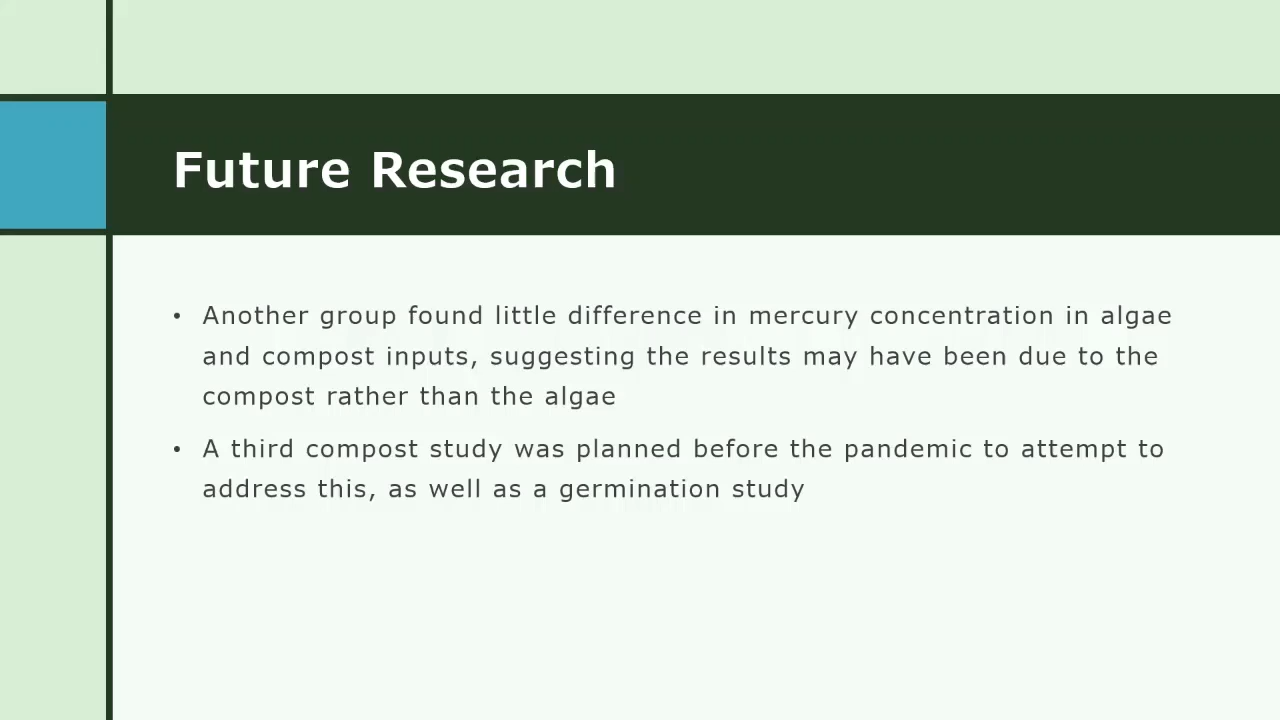 Future Research
• Another group found little difference in mercury concentration in algae
and compost inputs, suggesting the results may have been due to the
compost rather than the algae
• A third compost study was planned before the pandemic to attempt to
address this, as well as a germination study